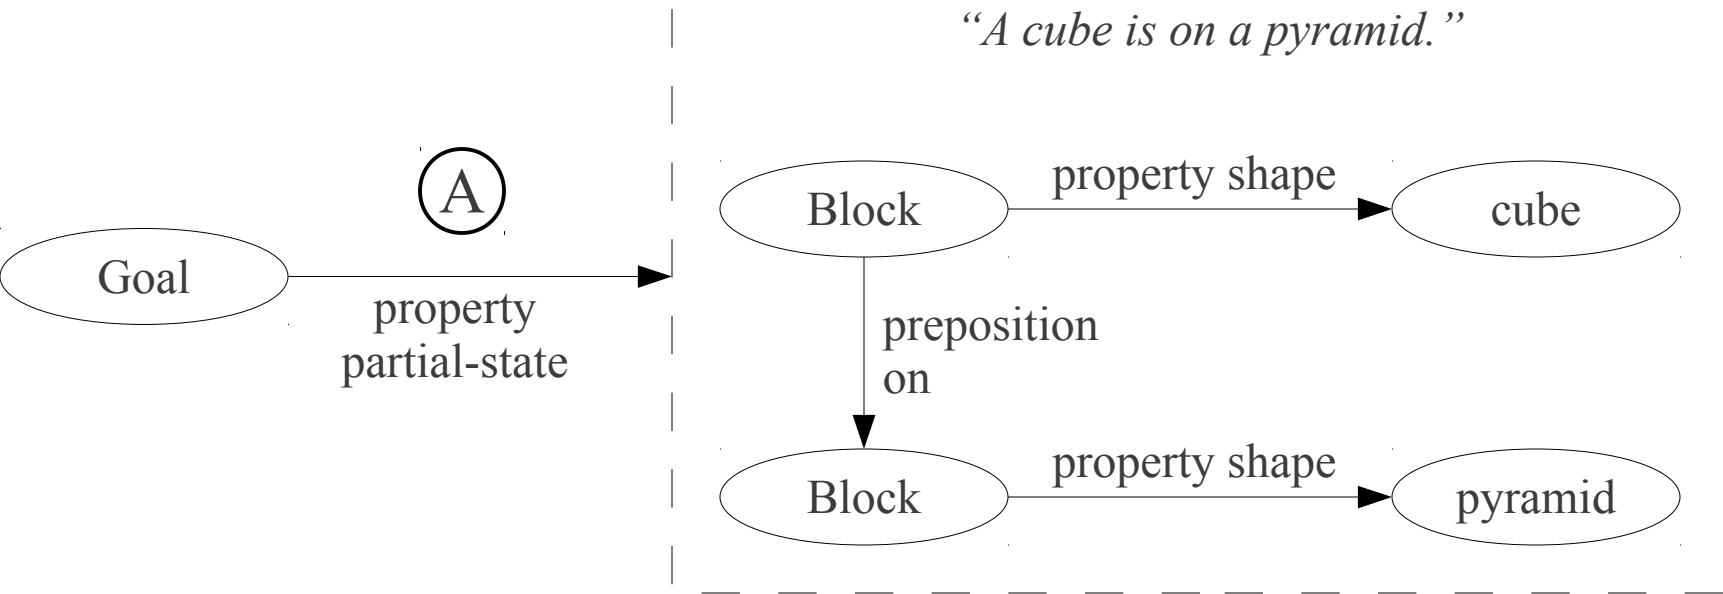 “A cube is on a pyramid.”
A
Goal
property
partial-state
Block
property shape
cube
preposition
on
Block
property shape
pyramid